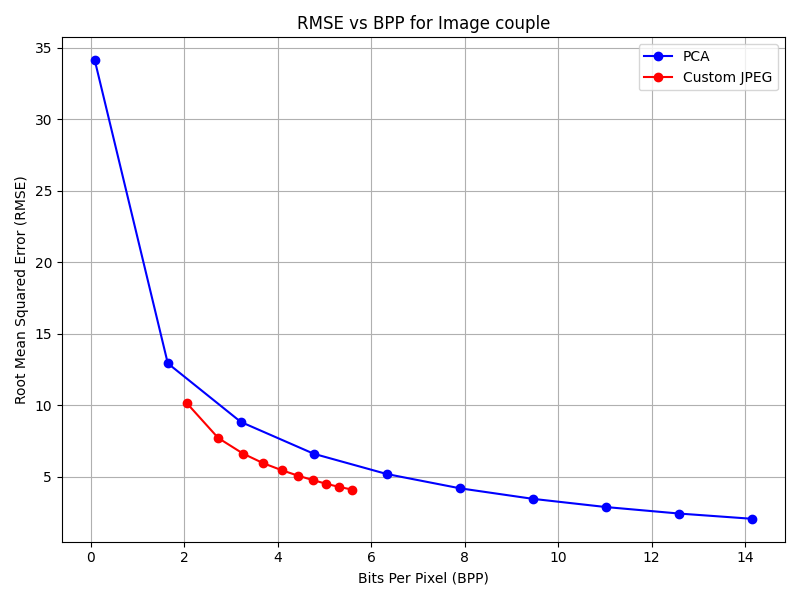 RMSE vs BPP for Image couple
PCA
Custom JPEG
Root Mean Squared Error (RMSE)
35
30
25
20
15
10
5
0 2 4 6 8 10 12 14
Bits Per Pixel (BPP)